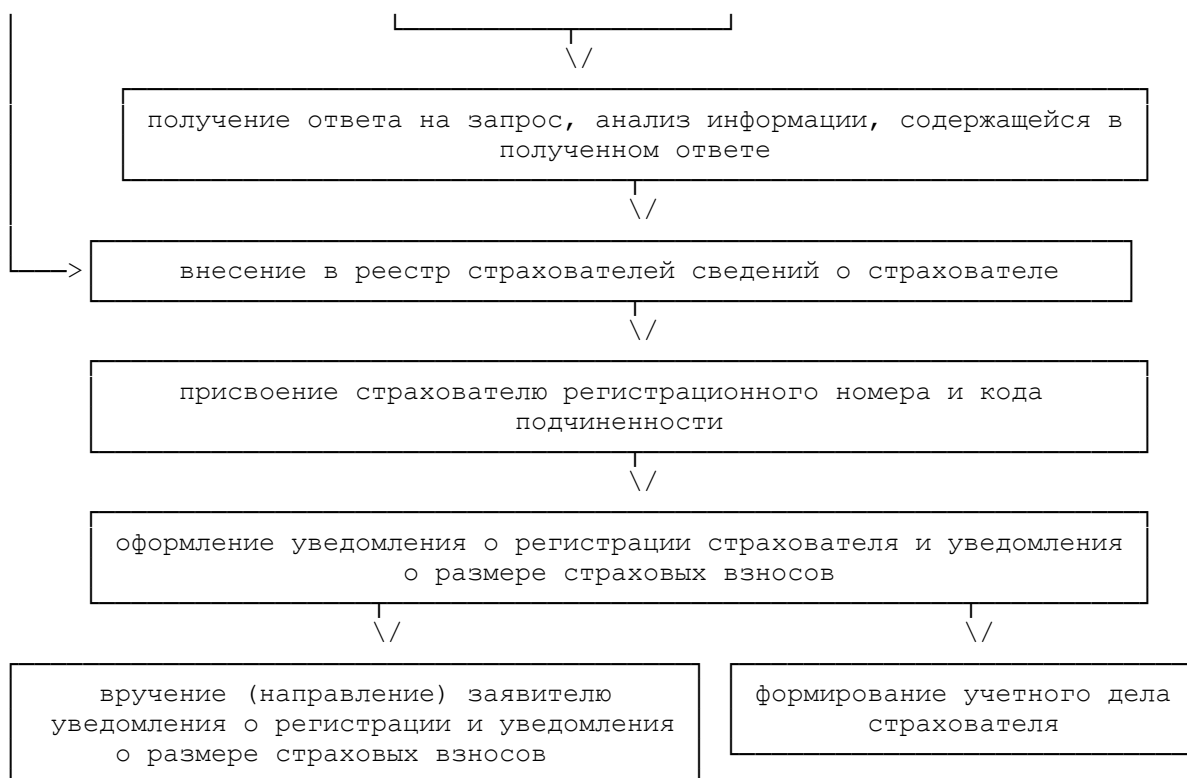 получение ответа на запрос, анализ информации, содержащейся в
полученном ответе
внесение в реестр страхователей сведений о страхователе
присвоение страхователю регистрационного номера и кода
подчиненности
оформление уведомления о регистрации страхователя и уведомления
о размере страховых взносов
вручение (направление) заявителю
уведомления о регистрации и уведомления
о размере страховых взносов
формирование учетного дела
страхователя